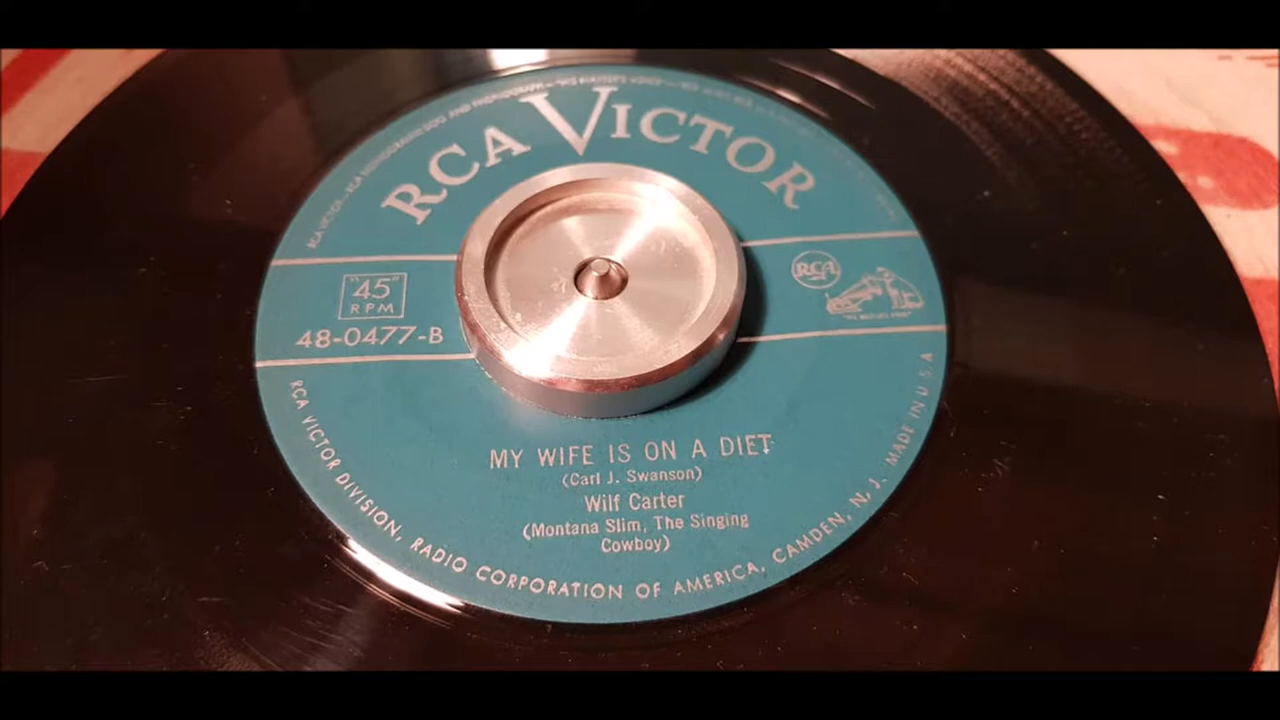 RCA VICTOR
"45"
RPM
48-0477-B
RCA
MY WIFE IS ON A DIET
(Carl J. Swanson)
Wilf Carter
(Montana Slim, The Singing
Cowboy)
RCA VICTOR DIVISION, RADIO CORPORATION OF AMERICA, CAMDEN, N. J. MADE IN U S A